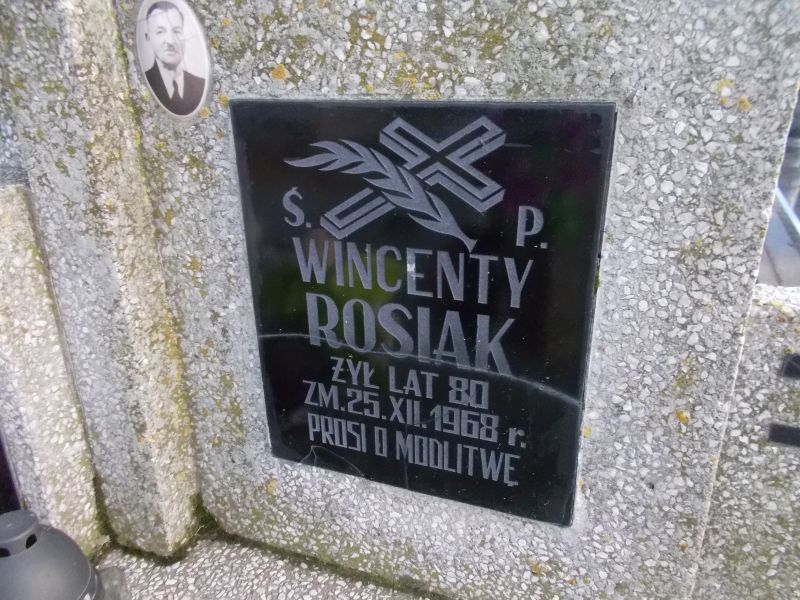 Ś. P.
WINCENTY
ROSIAK
ŻYŁ LAT 80
ZM. 25. XII. 1968 r.
PROSI O MODLITWĘ